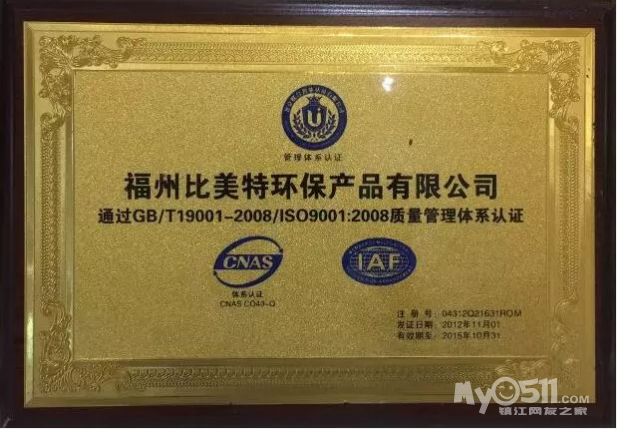 管理体系认证
福州比美特环保产品有限公司
通过GB/T19001-2008/ISO9001:2008质量管理体系认证
CNAS
IAF
体系认证
CNAS CO43-Q
注册号:04312Q21631ROM
发证日期:2012年11月01
有效期至:2015年10月31
My0511.com
镇江网友之家